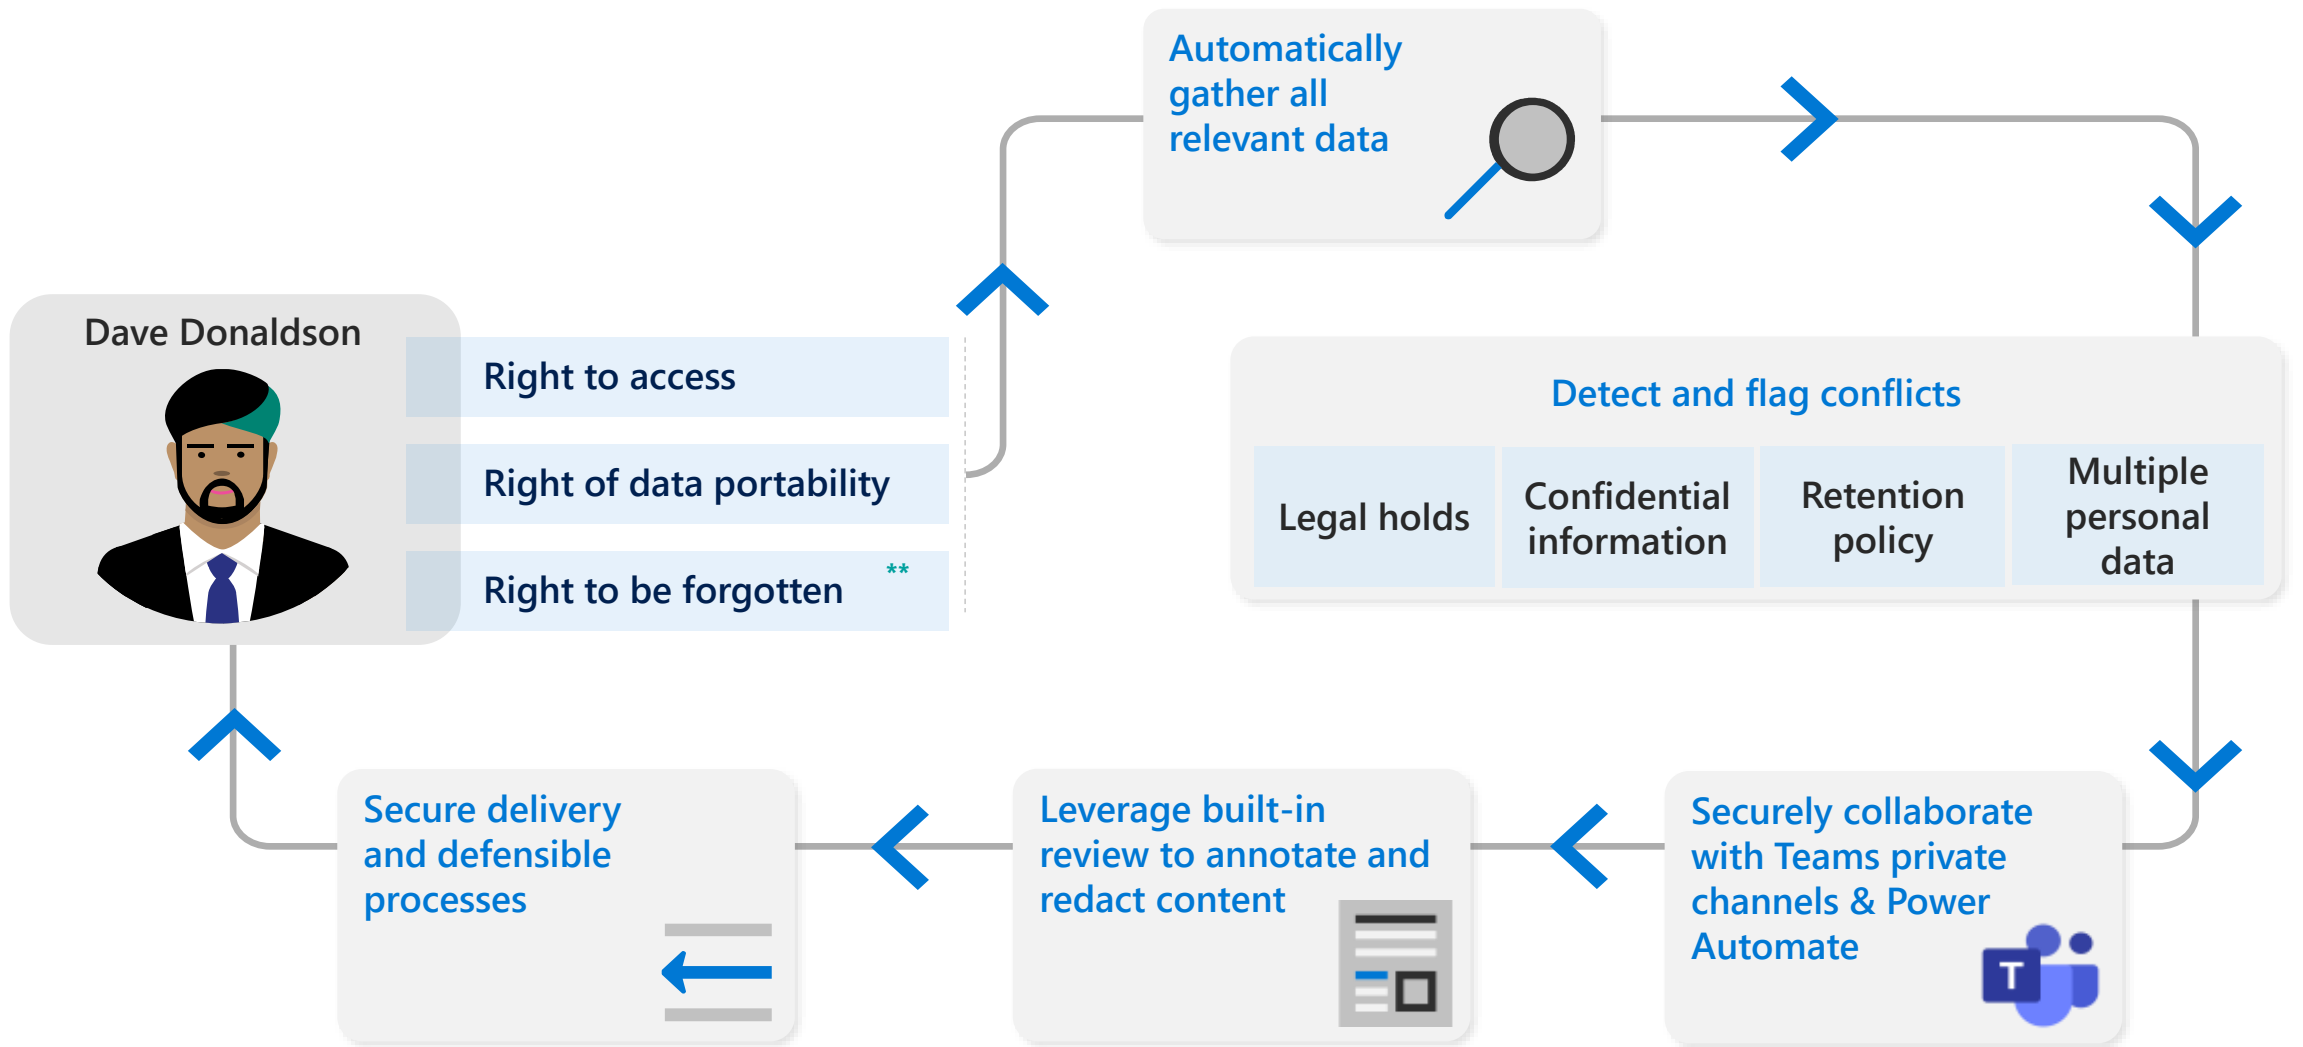 Automatically
gather all
relevant data
Dave Donaldson
Right to access
Right of data portability
Right to be forgotten **
Detect and flag conflicts
Legal holds
Confidential
information
Retention
policy
Multiple
personal
data
Secure delivery
and defensible
processes
Leverage built-in
review to annotate and
redact content
Securely collaborate
with Teams private
channels & Power
Automate
T